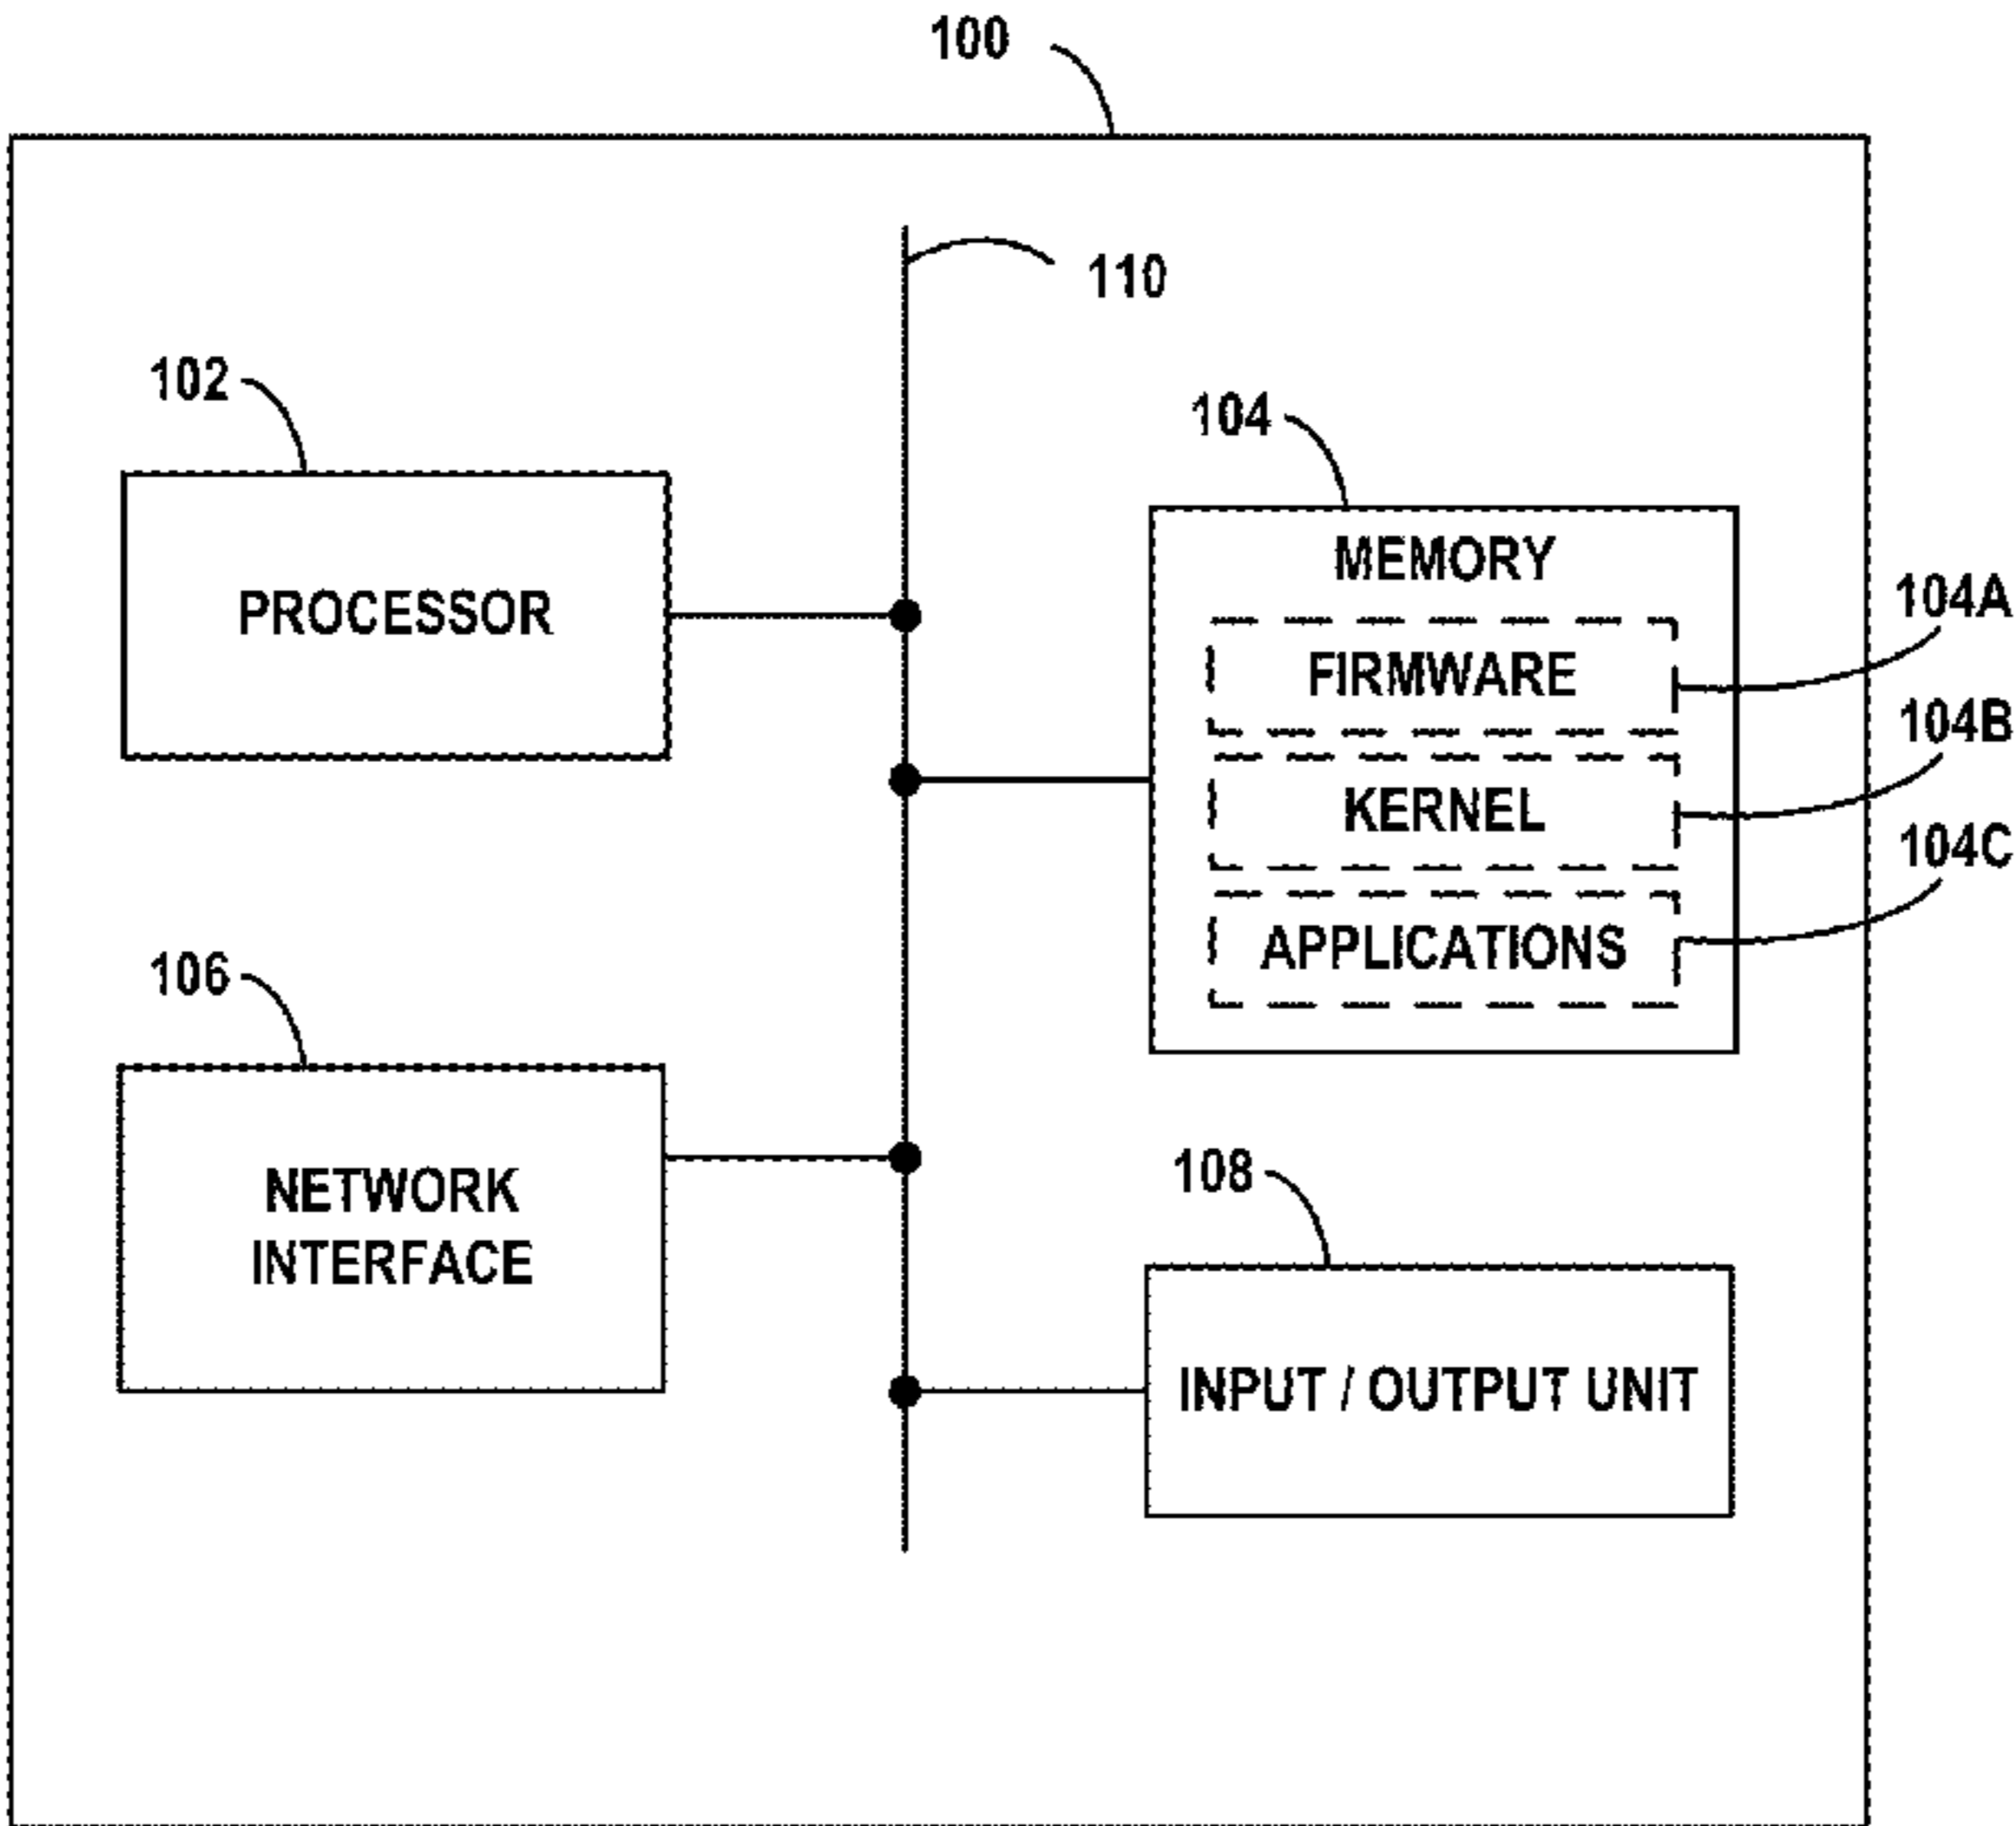 100
110
102
104
PROCESSOR
MEMORY
FIRMWARE
104A
KERNEL
104B
APPLICATIONS
104C
106
NETWORK
INTERFACE
108
INPUT / OUTPUT UNIT